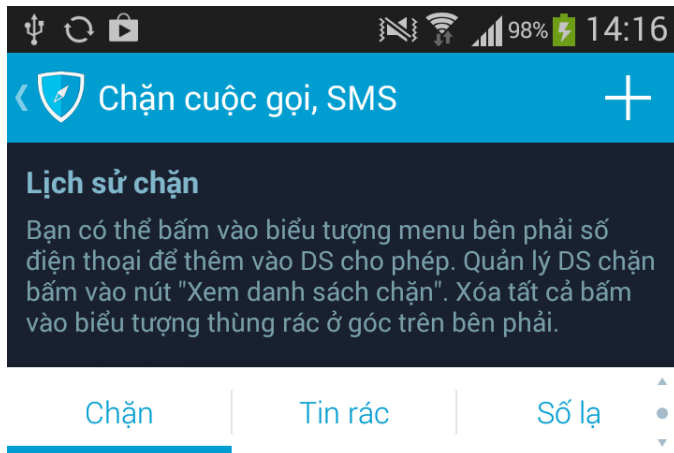 98% 14:16
Chặn cuộc gọi, SMS
Lịch sử chặn
Bạn có thể bấm vào biểu tượng menu bên phải số
điện thoại để thêm vào DS cho phép. Quản lý DS chặn
bấm vào nút "Xem danh sách chặn". Xóa tất cả bấm
vào biểu tượng thùng rác ở góc trên bên phải.
Chặn Tin rác Số lạ